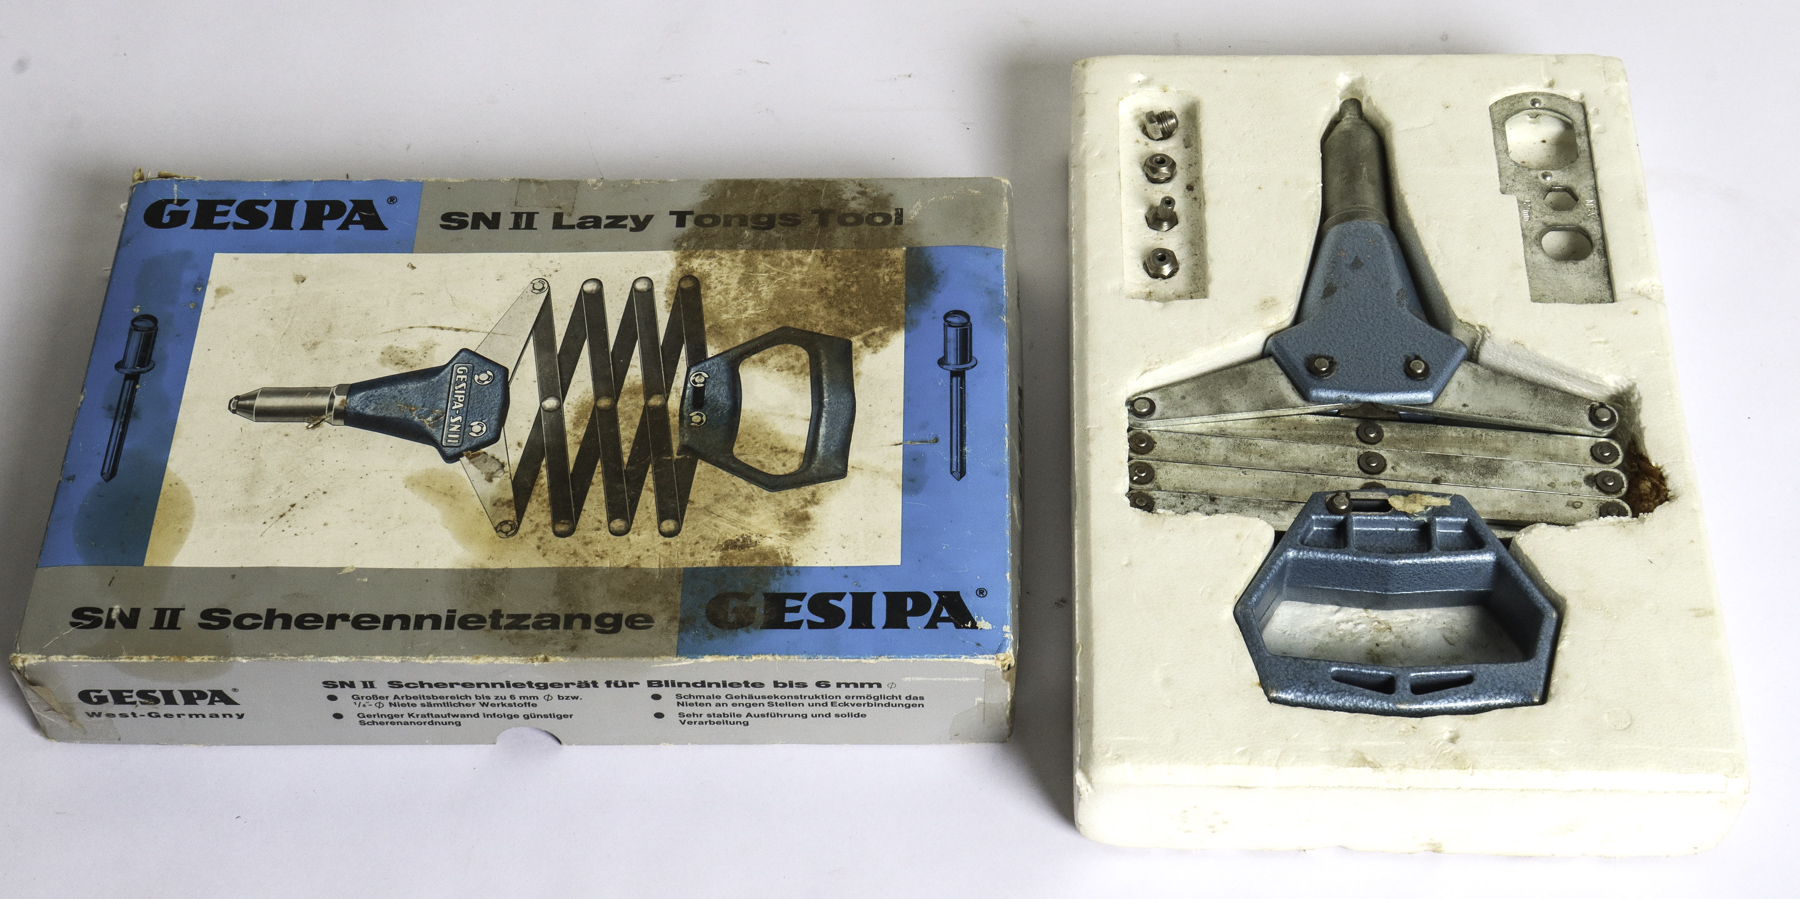 GESIPA®
SN II Lazy Tongs Tool
GESIPA-SN II
SN II Scherennietzange
GESIPA®
GESIPA®
West-Germany
SN II Scherennietgerät für Blindniete bis 6 mm ⌀
● Großer Arbeitsbereich bis zu 6 mm ⌀ bzw.
1/4"-⌀ Niete sämtlicher Werkstoffe
● Geringer Kraftaufwand infolge günstiger
Scherenanordnung
● Schmale Gehäusekonstruktion ermöglicht das
Nieten an engen Stellen und Eckverbindungen
● Sehr stabile Ausführung und solide
Verarbeitung